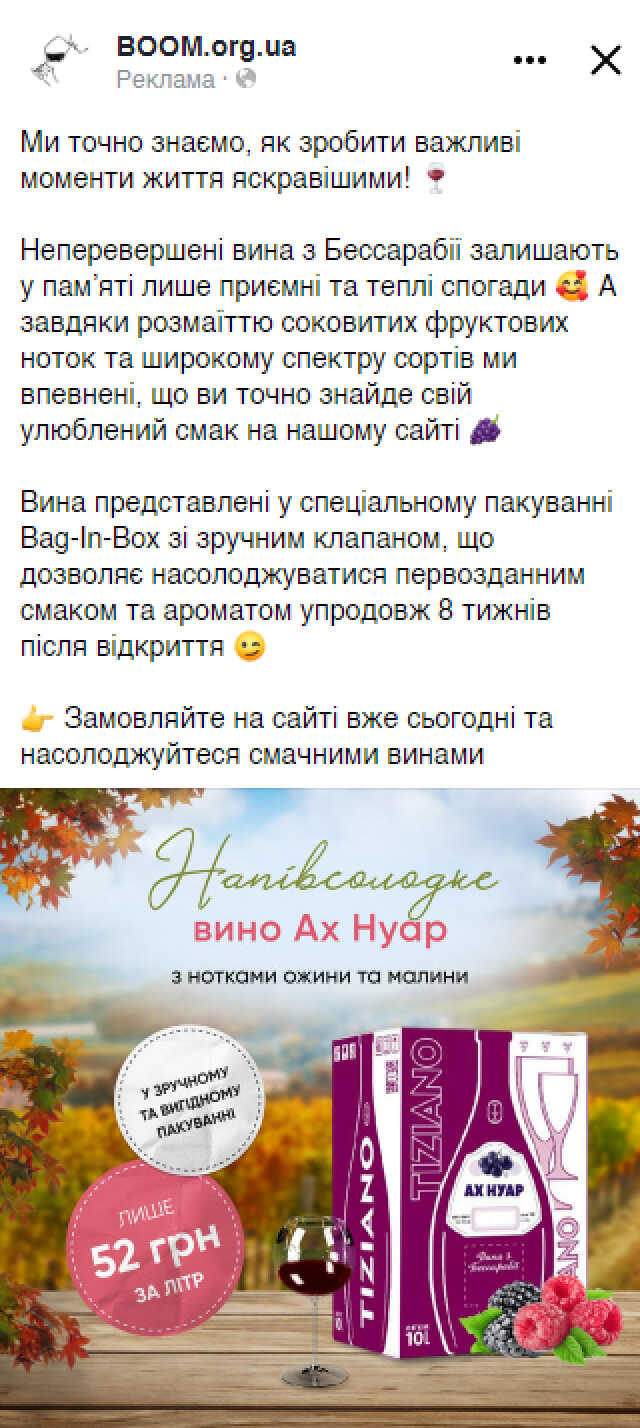 BOOM.org.ua
Реклама ·
Ми точно знаємо, як зробити важливі
моменти життя яскравішими! 🍷
Неперевершені вина з Бессарабії залишають
у пам'яті лише приємні та теплі спогади 🥰 А
завдяки розмаїттю соковитих фруктових
ноток та широкому спектру сортів ми
впевнені, що ви точно знайде свій
улюблений смак на нашому сайті 🍇
Вина представлені у спеціальному пакуванні
Bag-In-Box зі зручним клапаном, що
дозволяє насолоджуватися первозданним
смаком та ароматом упродовж 8 тижнів
після відкриття 😉
👉 Замовляйте на сайті вже сьогодні та
насолоджуйтеся смачними винами
Напівсолодке
вино Ах Нуар
з нотками ожини та малини
У ЗРУЧНОМУ
ТА ВИГІДНОМУ
ПАКУВАННІ
ЛИШЕ
52 грн
ЗА ЛІТР
TIZIANO
TIZIANO
АХ НУАР
Вина з
Бессарабії
10L